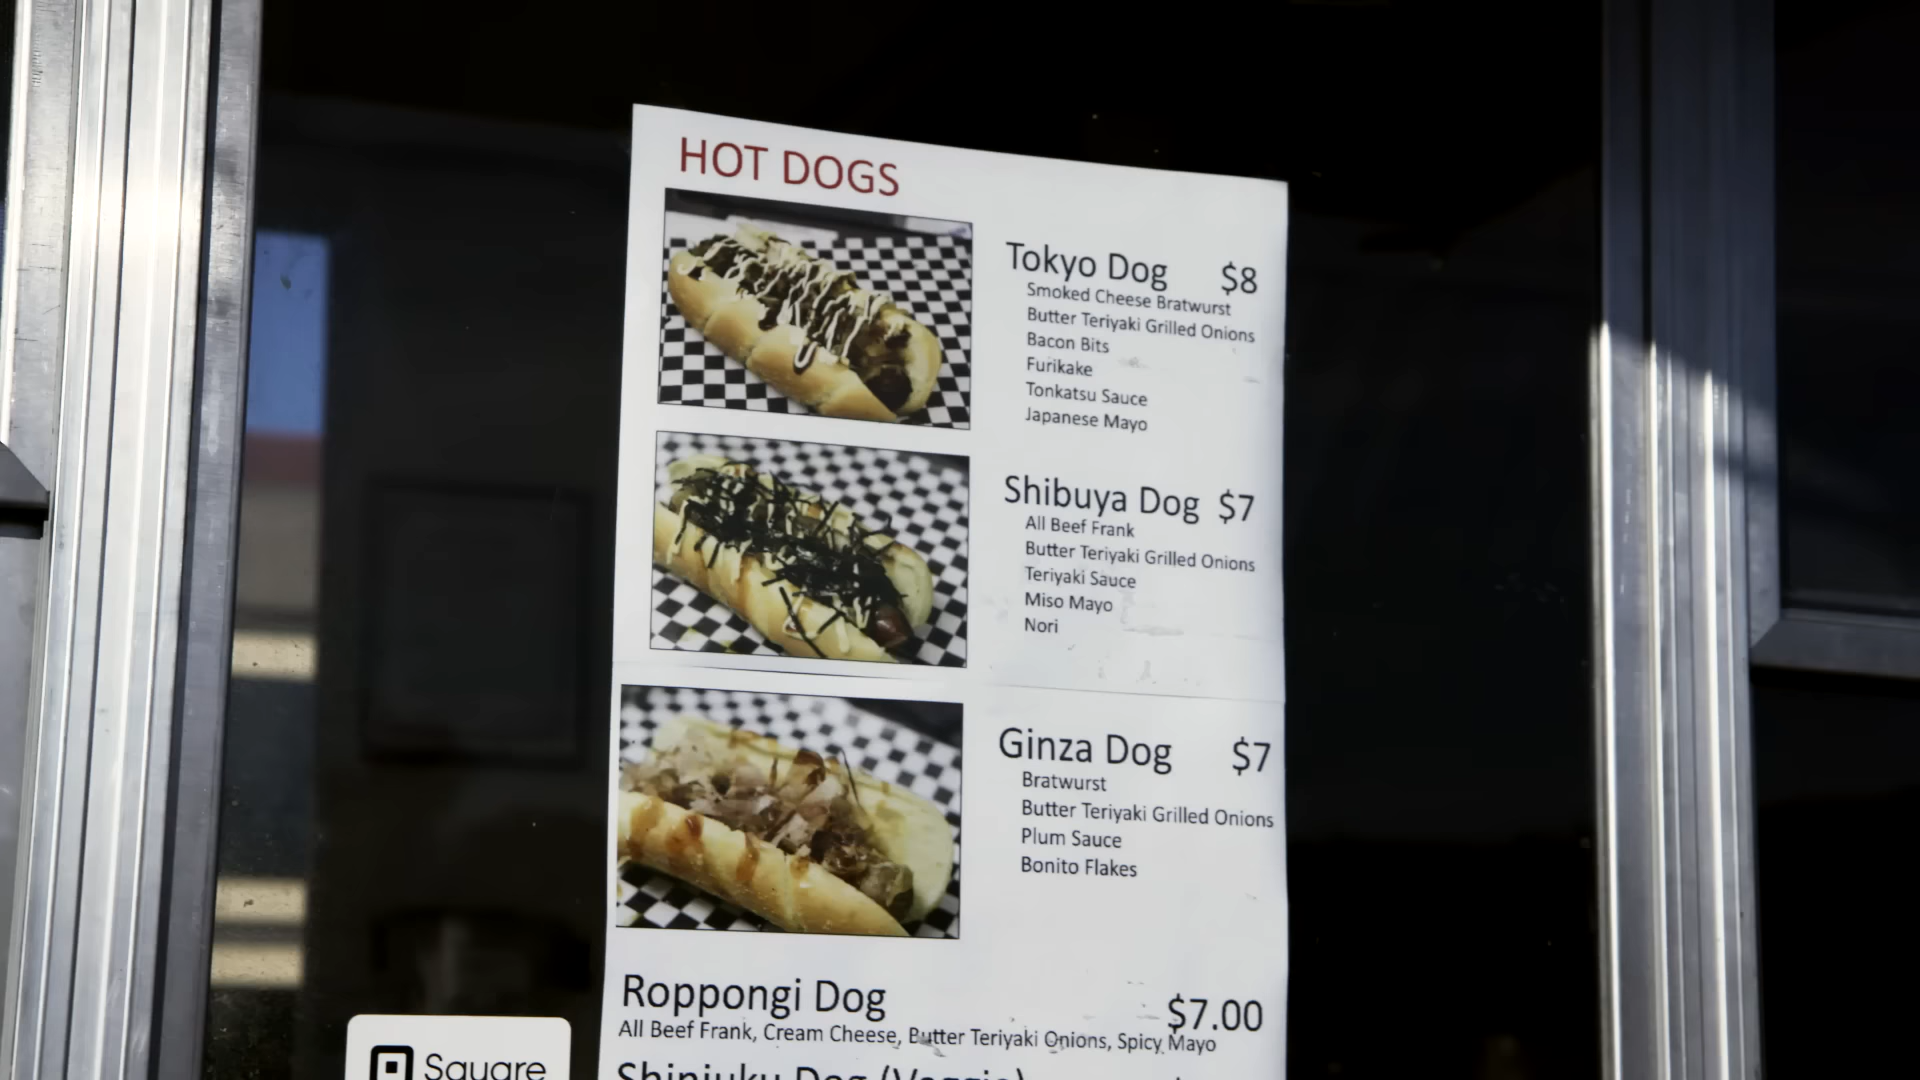 HOT DOGS
Tokyo Dog $8
Smoked Cheese Bratwurst
Butter Teriyaki Grilled Onions
Bacon Bits
Furikake
Tonkatsu Sauce
Japanese Mayo
Shibuya Dog $7
All Beef Frank
Butter Teriyaki Grilled Onions
Teriyaki Sauce
Miso Mayo
Nori
Ginza Dog $7
Bratwurst
Butter Teriyaki Grilled Onions
Plum Sauce
Bonito Flakes
Roppongi Dog $7.00
All Beef Frank, Cream Cheese, Butter Teriyaki Onions, Spicy Mayo
Shinjuku Dog (Veggie)
Square